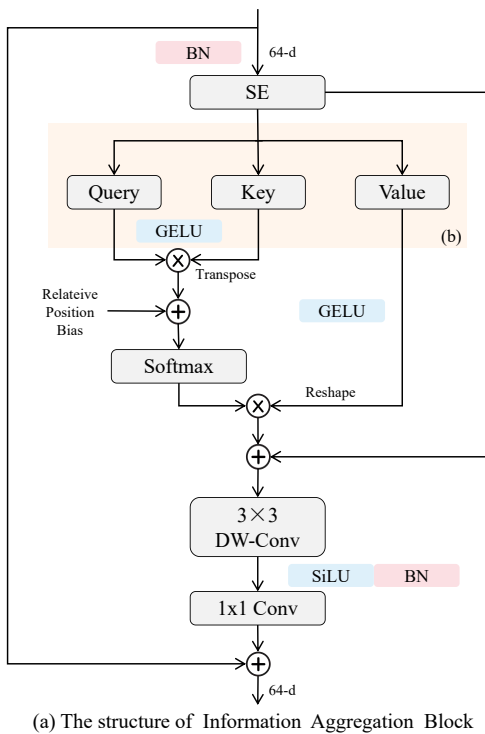 BN
64-d
SE
Query
Key
Value
GELU
(b)
Transpose
Relateive
Position
Bias
GELU
Softmax
Reshape
3×3
DW-Conv
SiLU
BN
1x1 Conv
64-d
(a) The structure of Information Aggregation Block